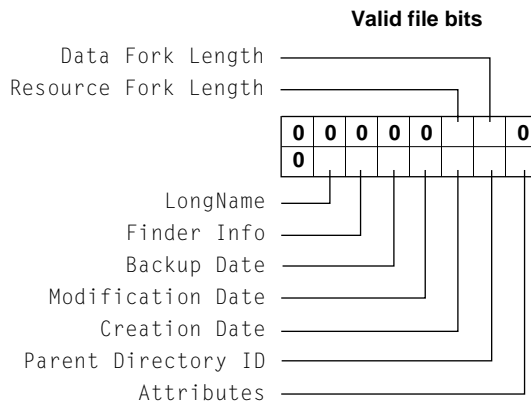 Valid file bits
Data Fork Length
Resource Fork Length
0 0 0 0 0 0
0
LongName
Finder Info
Backup Date
Modification Date
Creation Date
Parent Directory ID
Attributes